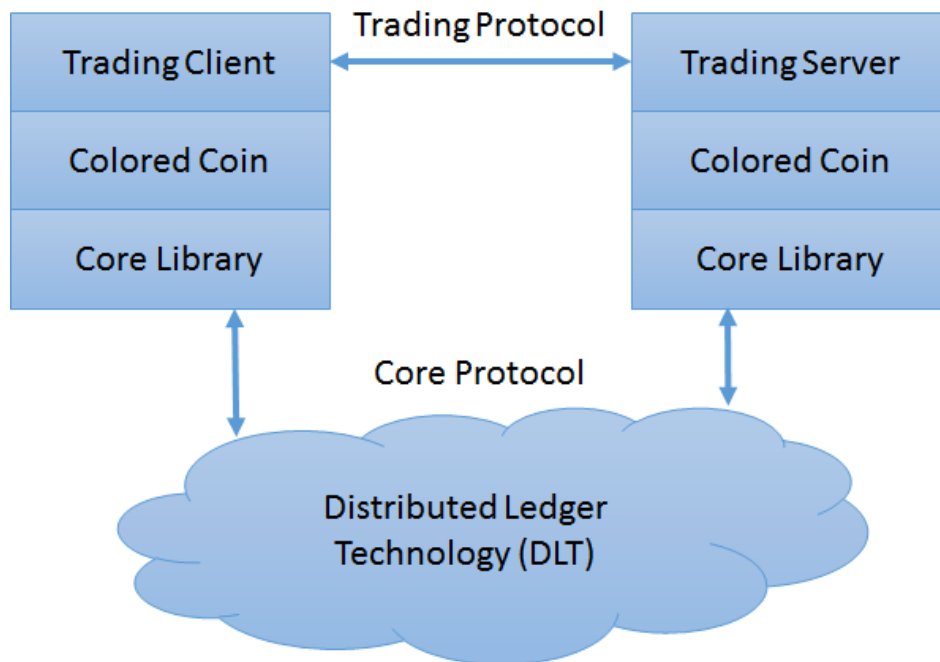 Trading Protocol
Trading Client
Trading Server
Colored Coin
Colored Coin
Core Library
Core Library
Core Protocol
Distributed Ledger
Technology (DLT)